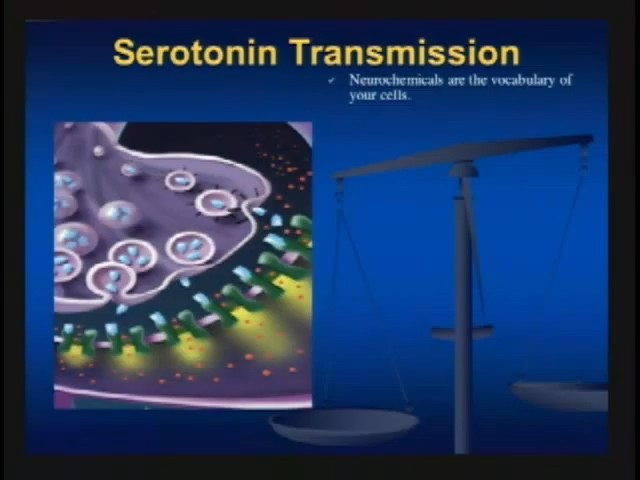 Serotonin Transmission
Neurochemicals are the vocabulary of
your cells.